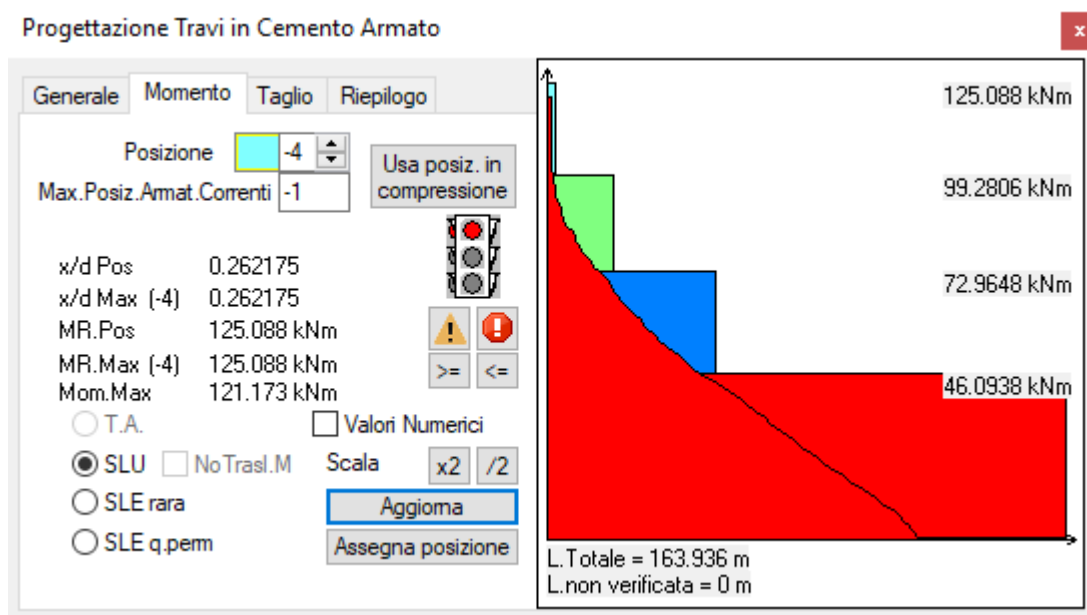 Progettazione Travi in Cemento Armato
x
Generale Momento Taglio Riepilogo
Posizione -4
Usa posiz. in
compressione
Max.Posiz.Armat.Correnti -1
x/d Pos 0.262175
x/d Max (-4) 0.262175
MR.Pos 125.088 kNm
MR.Max (-4) 125.088 kNm
Mom.Max 121.173 kNm
>= <=
T.A. Valori Numerici
SLU NoTrasl.M Scala x2 /2
SLE rara Aggiorna
SLE q.perm Assegna posizione
125.088 kNm
99.2806 kNm
72.9648 kNm
46.0938 kNm
L.Totale = 163.936 m
L.non verificata = 0 m